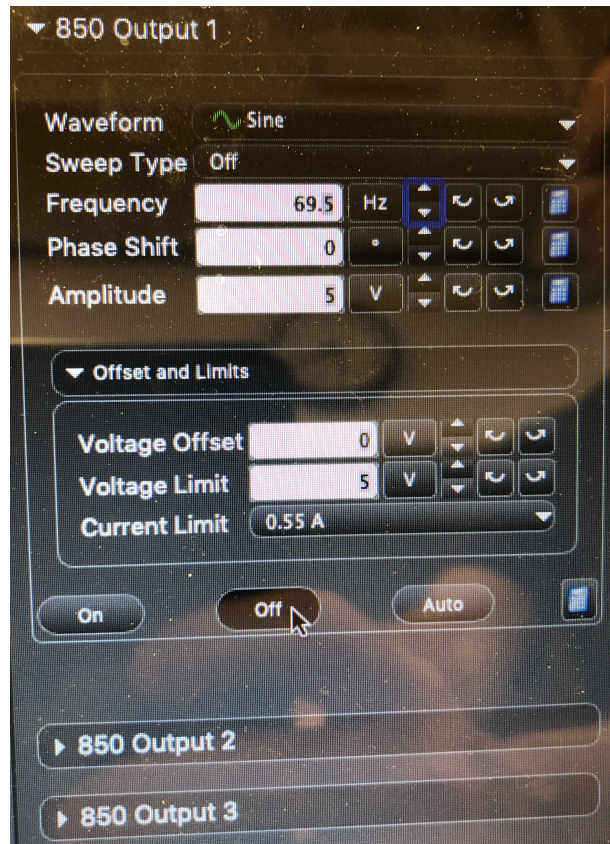 850 Output 1
Waveform Sine
Sweep Type Off
Frequency 69.5 Hz
Phase Shift 0 °
Amplitude 5 V
Offset and Limits
Voltage Offset 0 V
Voltage Limit 5 V
Current Limit 0.55 A
On Off Auto
850 Output 2
850 Output 3